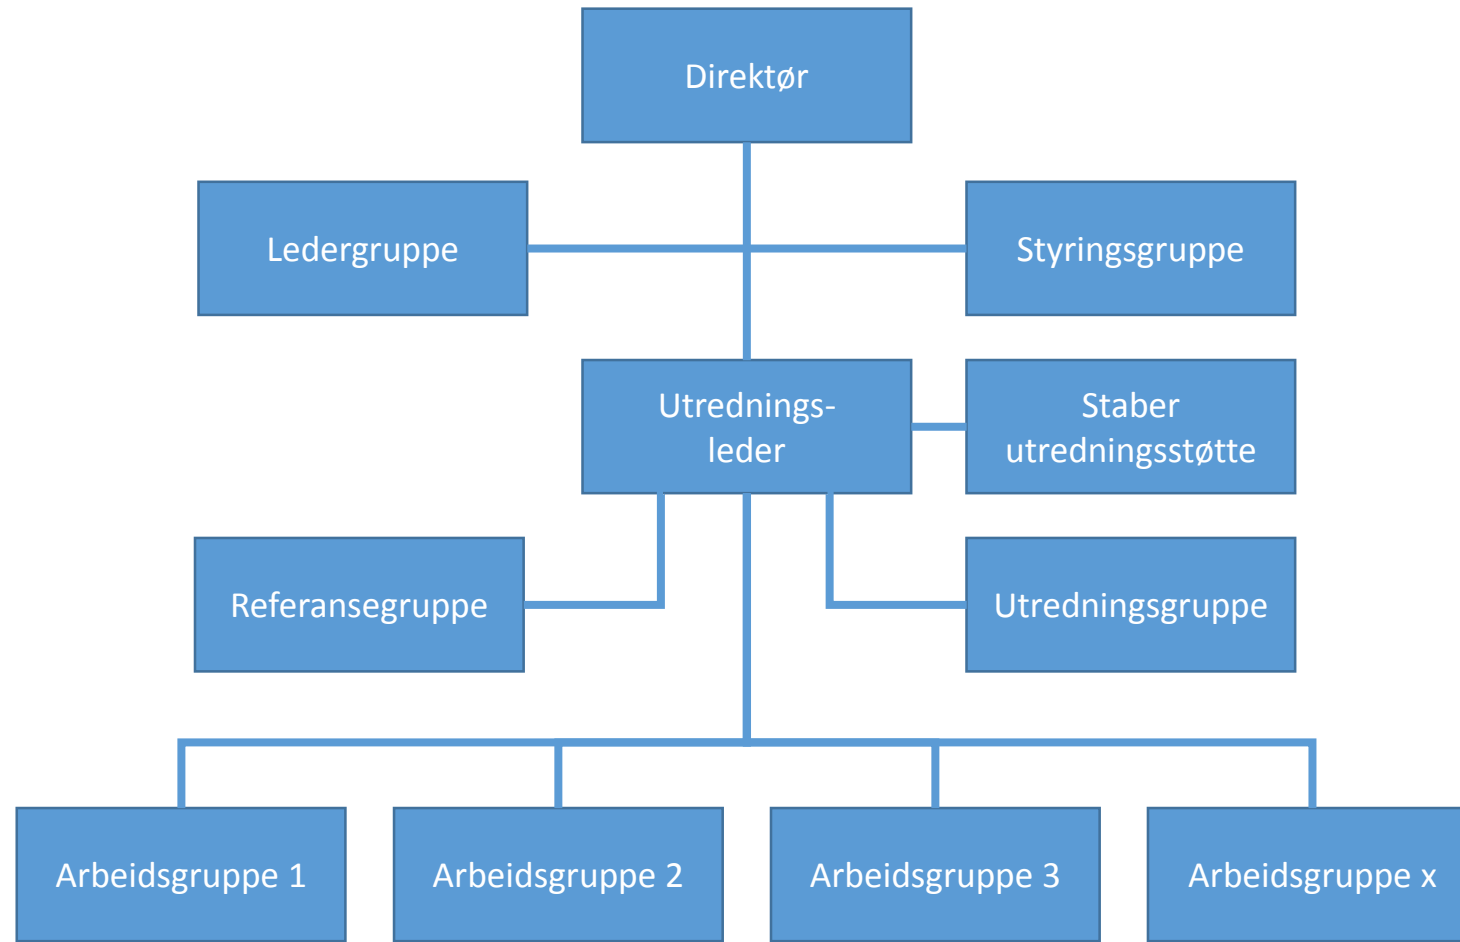 Direktør
Ledergruppe
Styringsgruppe
Utrednings-
leder
Staber
utredningsstøtte
Referansegruppe
Utredningsgruppe
Arbeidsgruppe 1
Arbeidsgruppe 2
Arbeidsgruppe 3
Arbeidsgruppe x